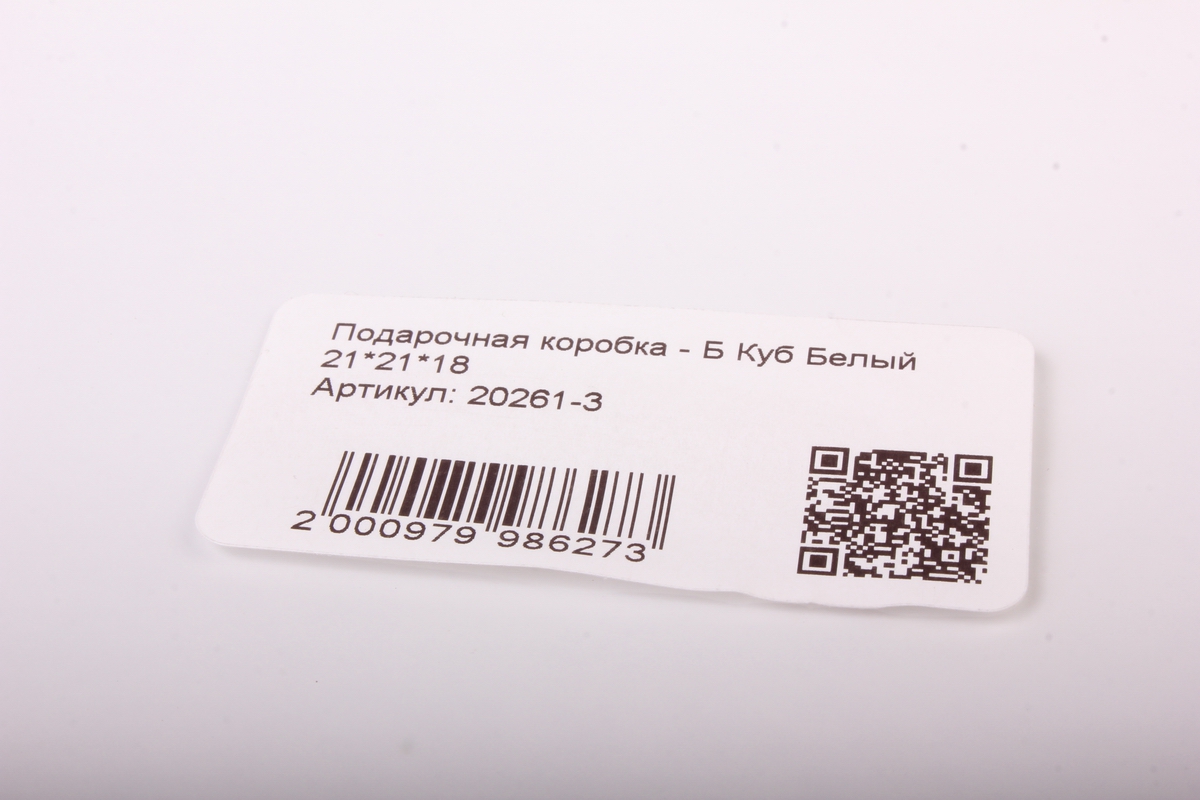 Подарочная коробка - Б Куб Белый
21*21*18
Артикул: 20261-3
2 000979 986273